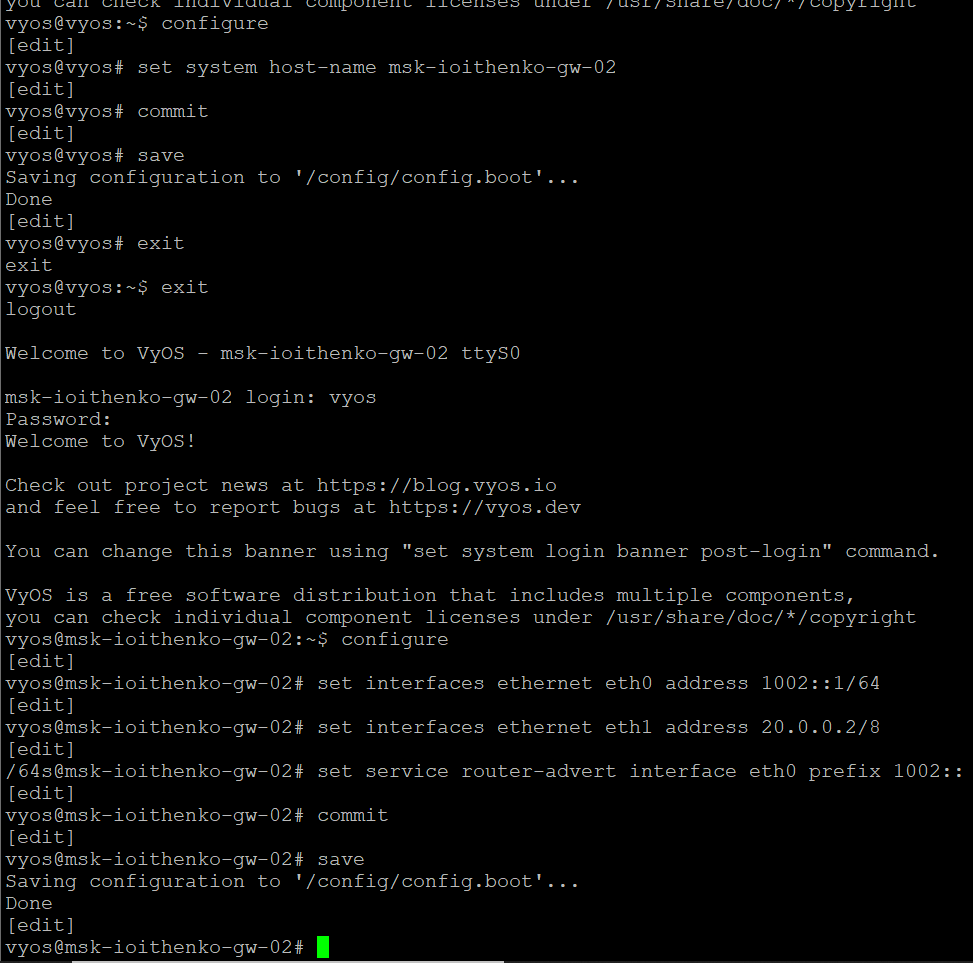 you can check individual component licenses under /usr/share/doc/*/copyright
vyos@vyos:~$ configure
[edit]
vyos@vyos# set system host-name msk-ioithenko-gw-02
[edit]
vyos@vyos# commit
[edit]
vyos@vyos# save
Saving configuration to '/config/config.boot'...
Done
[edit]
vyos@vyos# exit
exit
vyos@vyos:~$ exit
logout
Welcome to VyOS - msk-ioithenko-gw-02 ttyS0
msk-ioithenko-gw-02 login: vyos
Password:
Welcome to VyOS!
Check out project news at https://blog.vyos.io
and feel free to report bugs at https://vyos.dev
You can change this banner using "set system login banner post-login" command.
VyOS is a free software distribution that includes multiple components,
you can check individual component licenses under /usr/share/doc/*/copyright
vyos@msk-ioithenko-gw-02:~$ configure
[edit]
vyos@msk-ioithenko-gw-02# set interfaces ethernet eth0 address 1002::1/64
[edit]
vyos@msk-ioithenko-gw-02# set interfaces ethernet eth1 address 20.0.0.2/8
[edit]
/64s@msk-ioithenko-gw-02# set service router-advert interface eth0 prefix 1002::
[edit]
vyos@msk-ioithenko-gw-02# commit
[edit]
vyos@msk-ioithenko-gw-02# save
Saving configuration to '/config/config.boot'...
Done
[edit]
vyos@msk-ioithenko-gw-02#